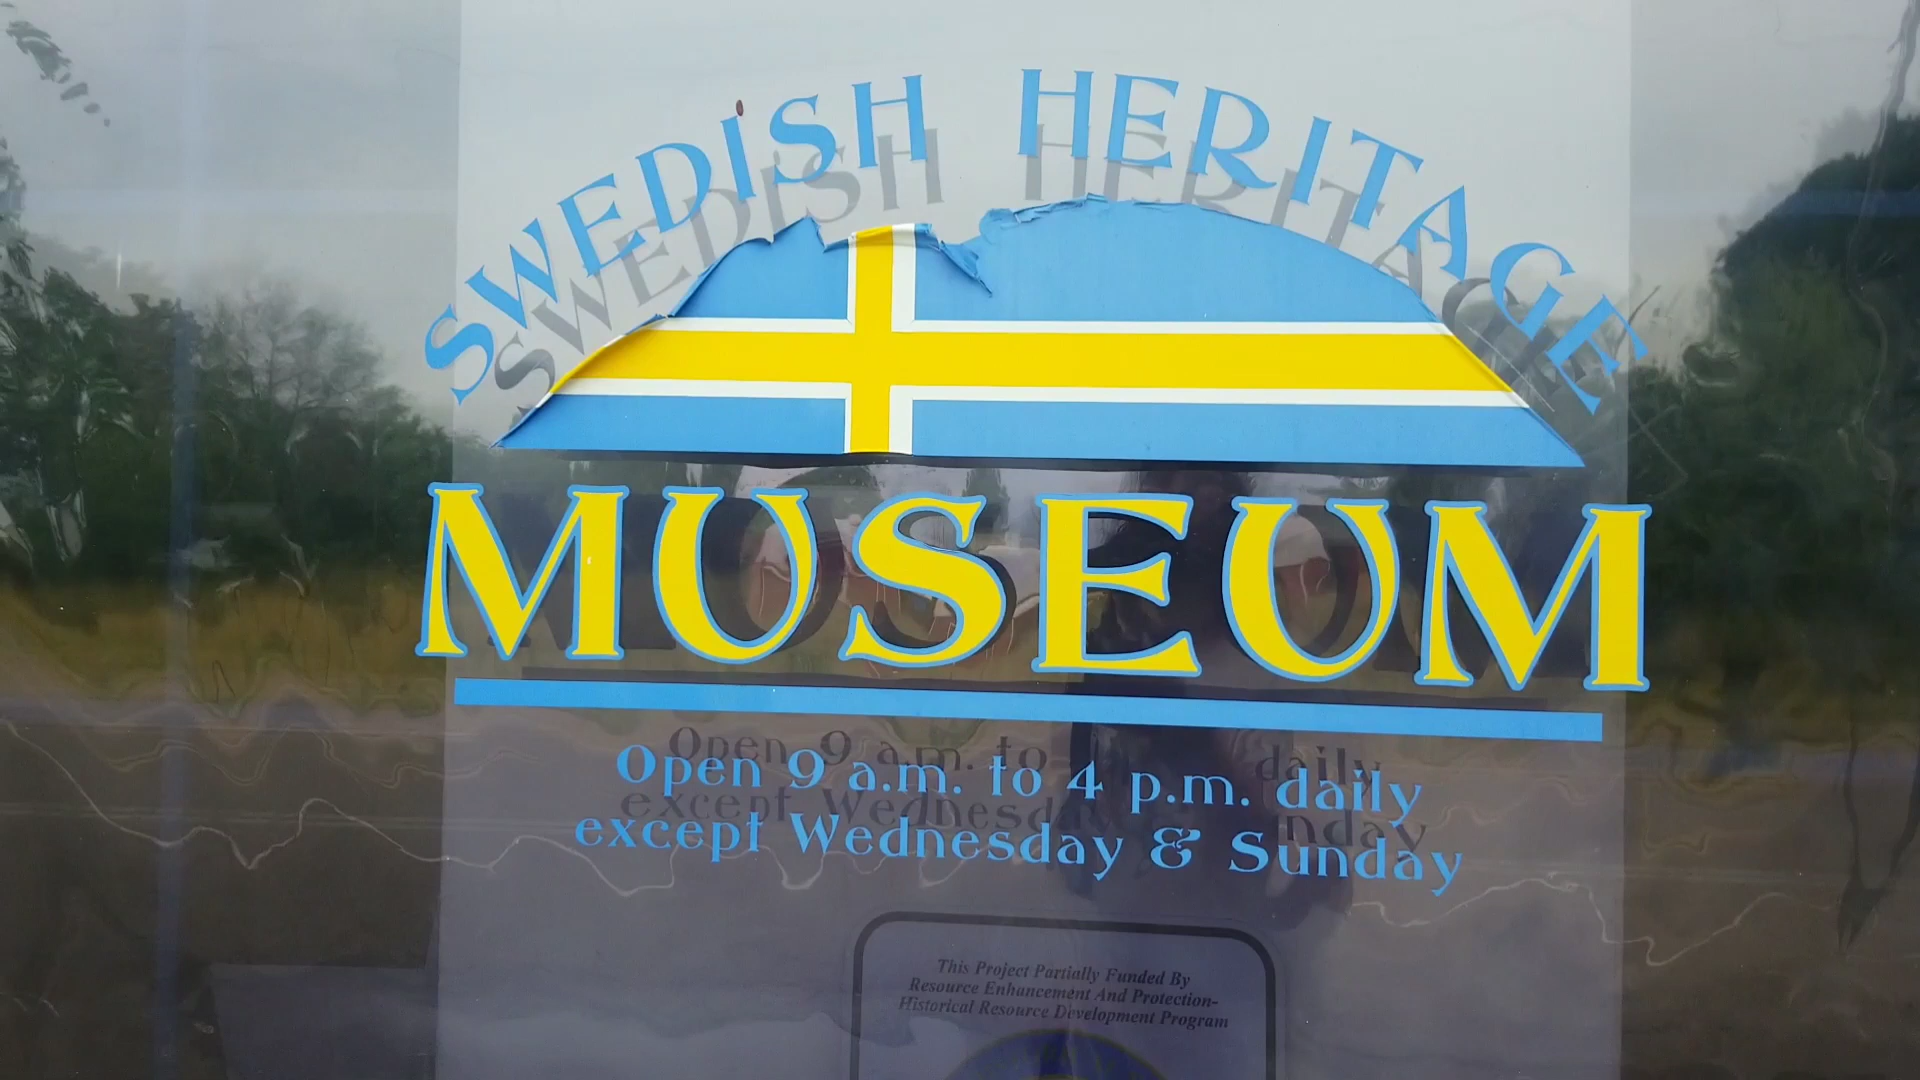 SWEDISH HERITAGE
MUSEUM
Open 9 a.m. to 4 p.m. daily
except Wednesday & Sunday
This Project Partially Funded By
Resource Enhancement And Protection-
Historical Resource Development Program